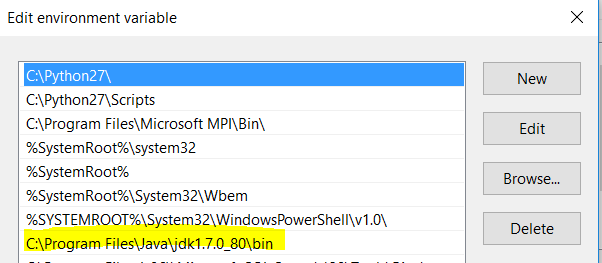 Edit environment variable
C:\Python27\
New
C:\Python27\Scripts
C:\Program Files\Microsoft MPI\Bin\
Edit
%SystemRoot%\system32
%SystemRoot%
Browse...
%SystemRoot%\System32\Wbem
%SYSTEMROOT%\System32\WindowsPowerShell\v1.0\
Delete
C:\Program Files\Java\jdk1.7.0_80\bin